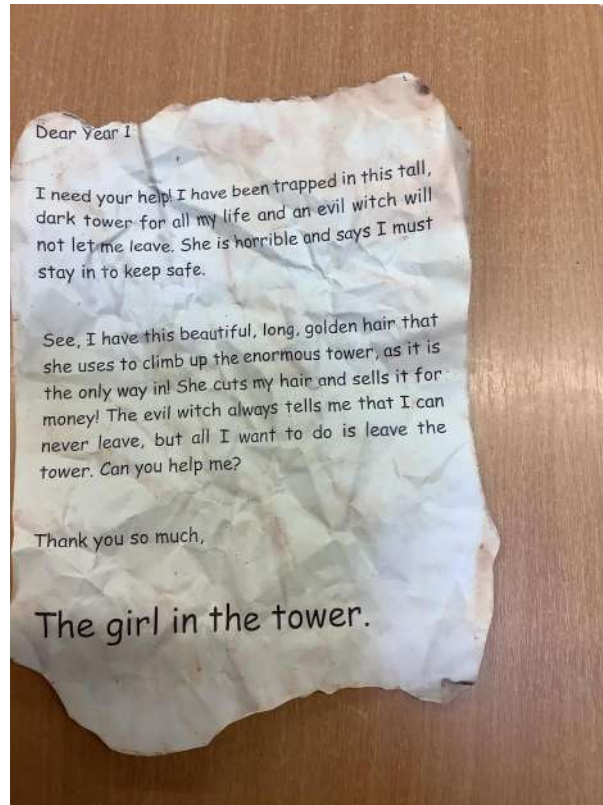 Dear Year 1
I need your help! I have been trapped in this tall,
dark tower for all my life and an evil witch will
not let me leave. She is horrible and says I must
stay in to keep safe.
See, I have this beautiful, long, golden hair that
she uses to climb up the enormous tower, as it is
the only way in! She cuts my hair and sells it for
money! The evil witch always tells me that I can
never leave, but all I want to do is leave the
tower. Can you help me?
Thank you so much,
The girl in the tower.